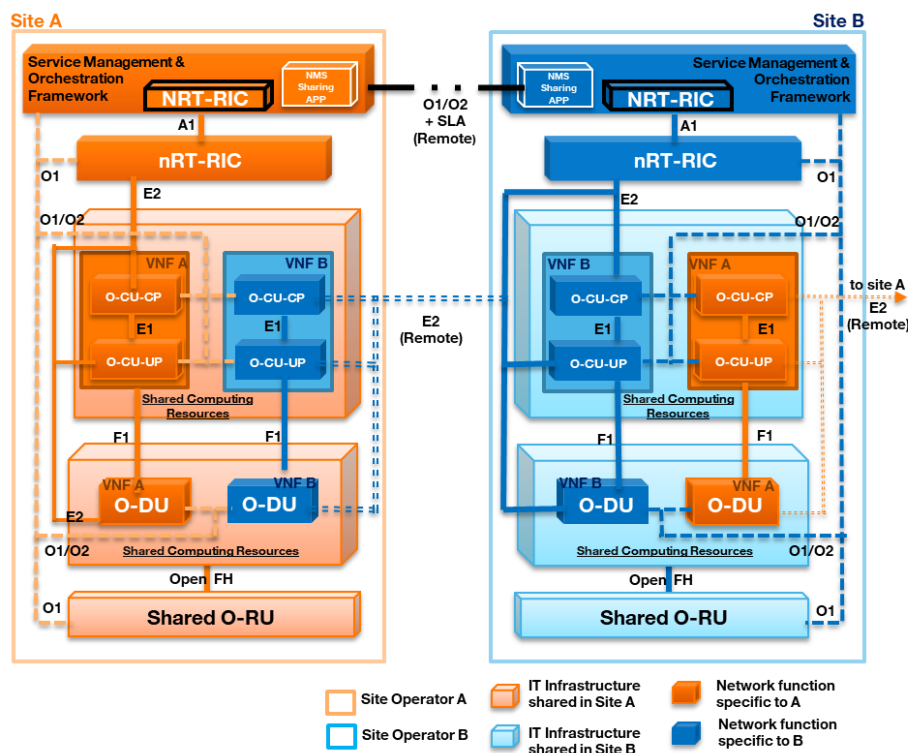 Site A
Service Management &
Orchestration
Framework
NRT-RIC
NMS
Sharing
APP
A1
nRT-RIC
O1
E2
O1/O2
VNF A
O-CU-CP
E1
O-CU-UP
VNF B
O-CU-CP
E1
O-CU-UP
Shared Computing
Resources
F1
F1
VNF A
O-DU
VNF B
O-DU
E2
O1/O2
Shared Computing Resources
Open FH
O1
Shared O-RU
O1/O2
+ SLA
(Remote)
E2
(Remote)
Site B
Service Management &
Orchestration
Framework
NMS
Sharing
APP
NRT-RIC
A1
nRT-RIC
O1
E2
O1/O2
VNF B
O-CU-CP
E1
O-CU-UP
VNF A
O-CU-CP
E1
O-CU-UP
to site A
E2
(Remote)
Shared Computing
Resources
F1
F1
VNF B
O-DU
VNF A
O-DU
O1/O2
Shared Computing Resources
Open FH
O1
Shared O-RU
Site Operator A
Site Operator B
IT Infrastructure
shared in Site A
IT Infrastructure
shared in Site B
Network function
specific to A
Network function
specific to B